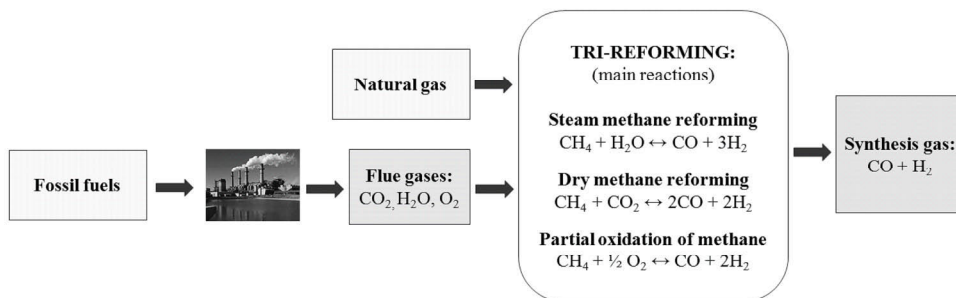 Fossil fuels
Natural gas
Flue gases:
CO₂, H₂O, O₂
TRI-REFORMING:
(main reactions)
Steam methane reforming
CH₄ + H₂O ↔ CO + 3H₂
Dry methane reforming
CH₄ + CO₂ ↔ 2CO + 2H₂
Partial oxidation of methane
CH₄ + ½ O₂ ↔ CO + 2H₂
Synthesis gas:
CO + H₂